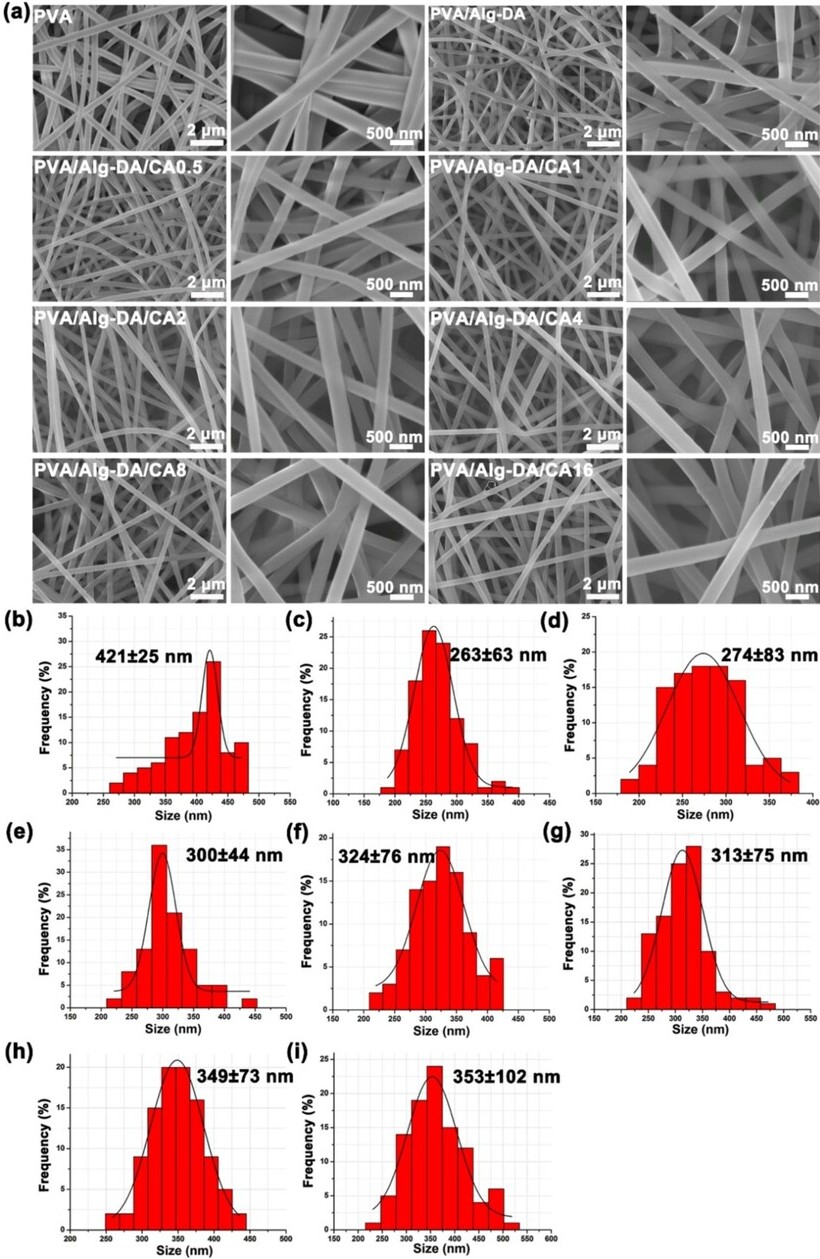 (a)
PVA
2 μm
500 nm
PVA/Alg-DA
2 μm
500 nm
PVA/Alg-DA/CA0.5
2 μm
500 nm
PVA/Alg-DA/CA1
2 μm
500 nm
PVA/Alg-DA/CA2
2 μm
500 nm
PVA/Alg-DA/CA4
2 μm
500 nm
PVA/Alg-DA/CA8
2 μm
500 nm
PVA/Alg-DA/CA16
2 μm
500 nm
(b)
421±25 nm
Frequency (%)
35
30
25
20
15
10
5
0
200 250 300 350 400 450 500 550
Size (nm)
(c)
263±63 nm
Frequency (%)
25
20
15
10
5
0
100 150 200 250 300 350 400 450
Size (nm)
(d)
274±83 nm
Frequency (%)
25
20
15
10
5
0
150 200 250 300 350 400
Size (nm)
(e)
300±44 nm
Frequency (%)
35
30
25
20
15
10
5
0
150 200 250 300 350 400 450 500
Size (nm)
(f)
324±76 nm
Frequency (%)
20
15
10
5
0
150 200 250 300 350 400 450 500
Size (nm)
(g)
313±75 nm
Frequency (%)
30
25
20
15
10
5
0
150 200 250 300 350 400 450 500 550
Size (nm)
(h)
349±73 nm
Frequency (%)
20
15
10
5
0
200 250 300 350 400 450 500
Size (nm)
(i)
353±102 nm
Frequency (%)
25
20
15
10
5
0
150 200 250 300 350 400 450 500 550 600
Size (nm)